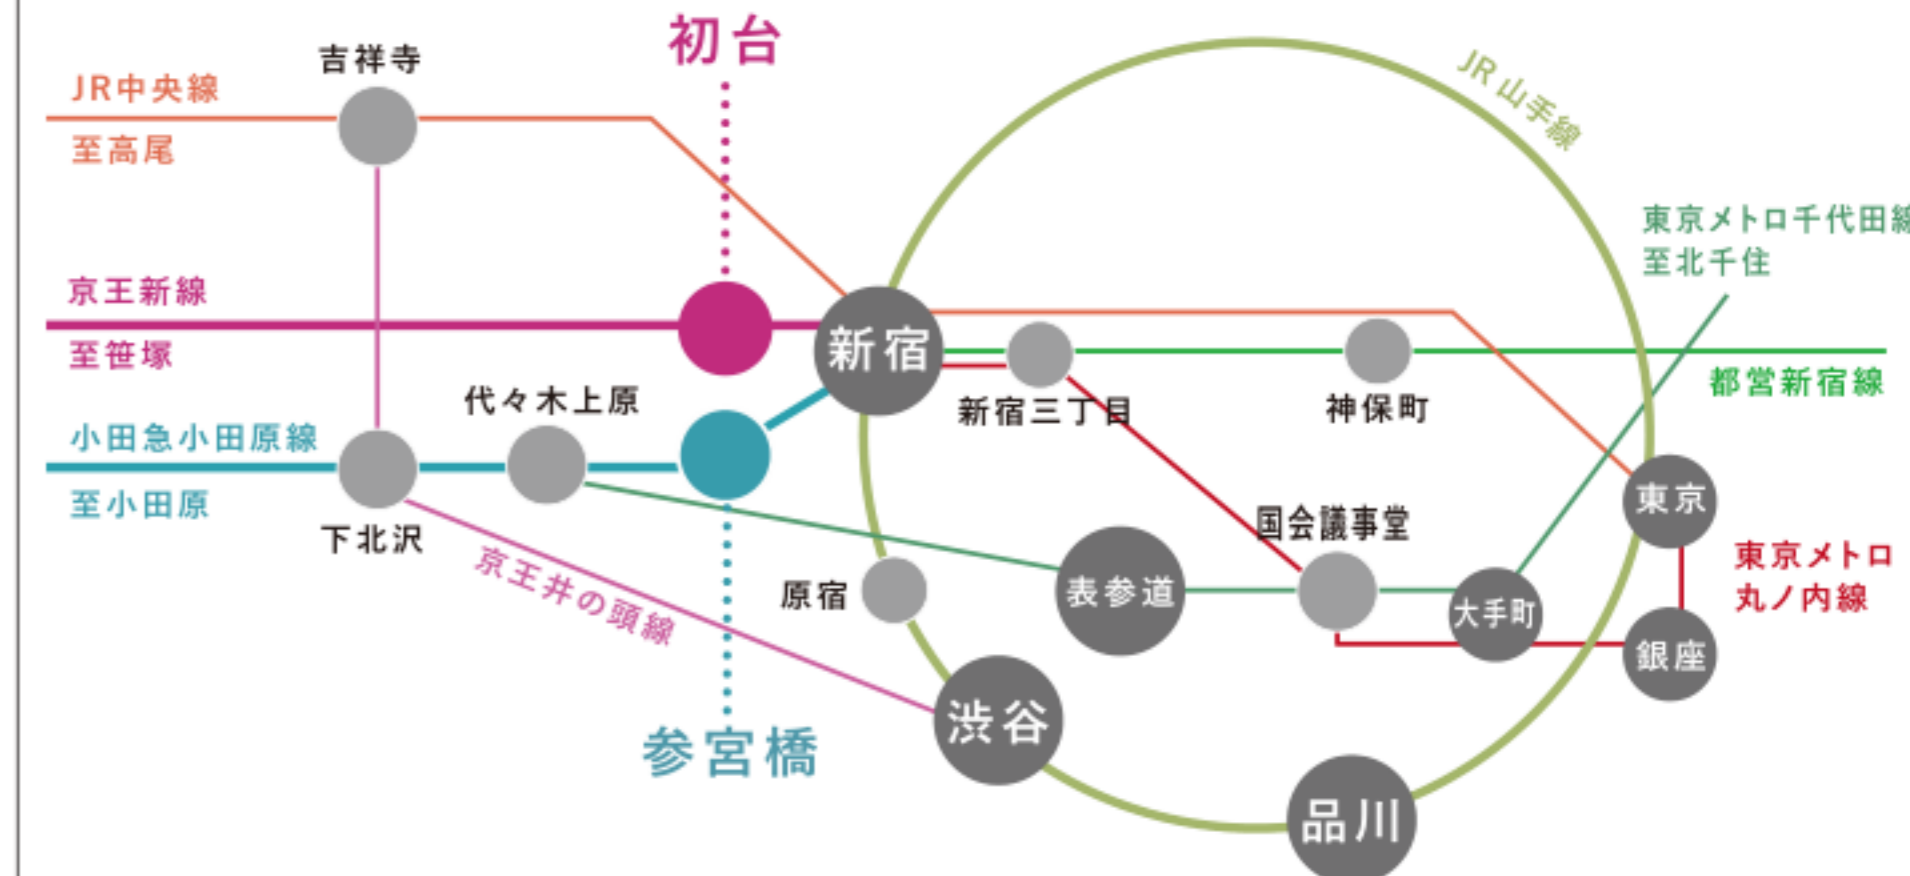 初台
吉祥寺
JR中央線
至高尾
JR山手線
東京メトロ千代田線
至北千住
京王新線
至笹塚
新宿
新宿三丁目
神保町
都営新宿線
代々木上原
小田急小田原線
至小田原
下北沢
京王井の頭線
原宿
表参道
国会議事堂
大手町
東京
東京メトロ
丸ノ内線
銀座
渋谷
参宮橋
品川